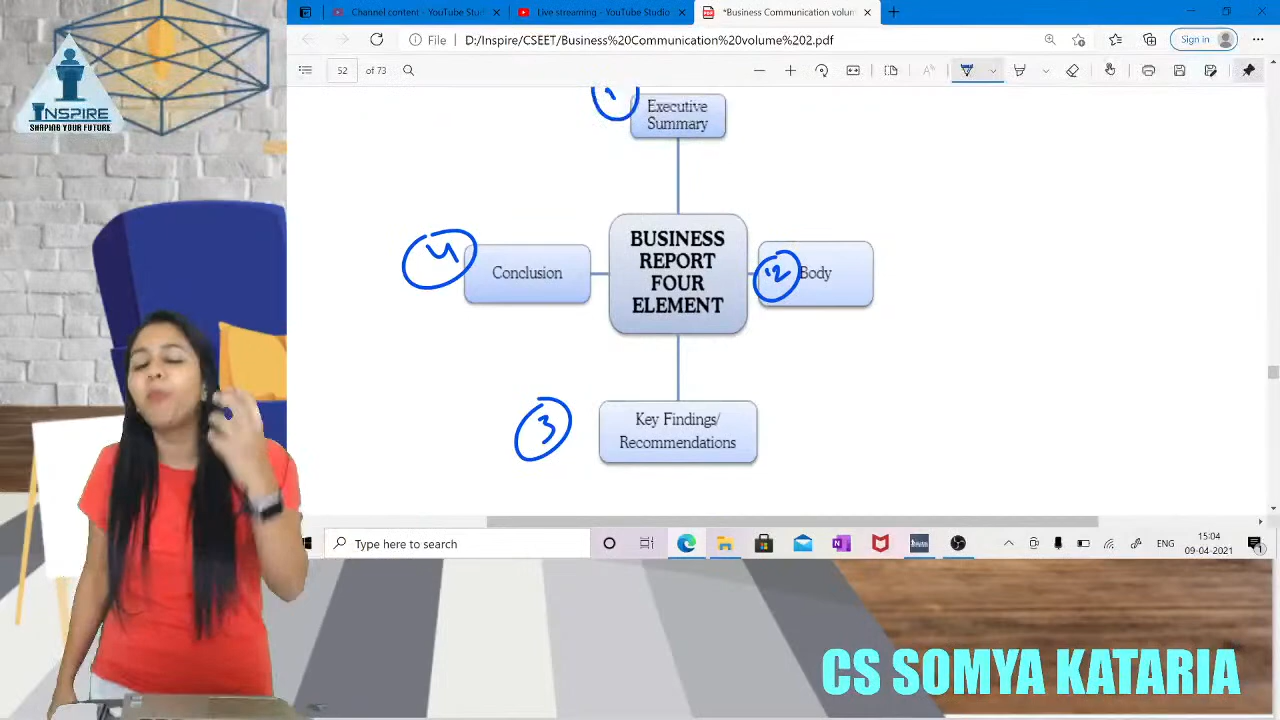 Channel content - YouTube Studio
Live streaming - YouTube Studio
*Business Communication volun
File
D:/Inspire/CSEET/Business%20Communication%20volume%202.pdf
Sign in
52 of 73
INSPIRE
SHAPING YOUR FUTURE
1
Executive
Summary
4
Conclusion
BUSINESS
REPORT
FOUR
ELEMENT
2
Body
3
Key Findings/
Recommendations
Type here to search
ENG
15:04
09-04-2021
CS SOMYA KATARIA